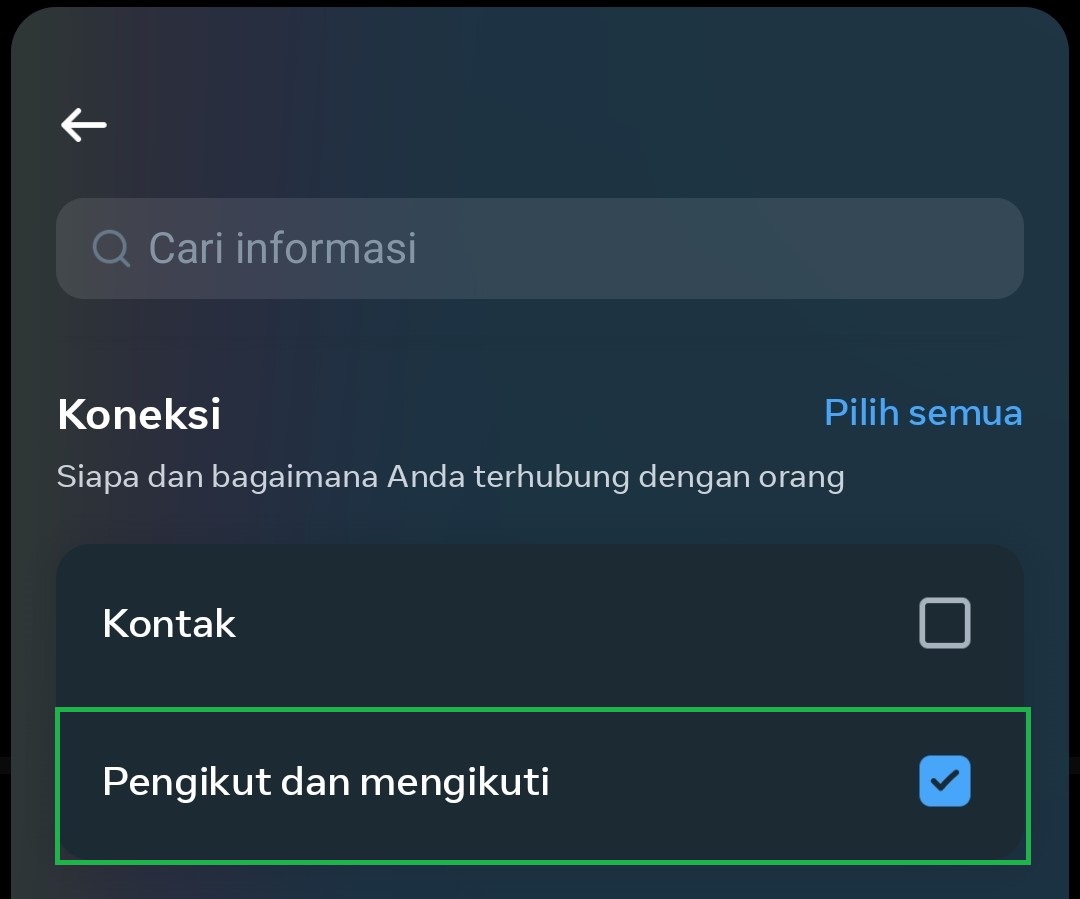 Cari informasi
Koneksi
Pilih semua
Siapa dan bagaimana Anda terhubung dengan orang
Kontak
Pengikut dan mengikuti